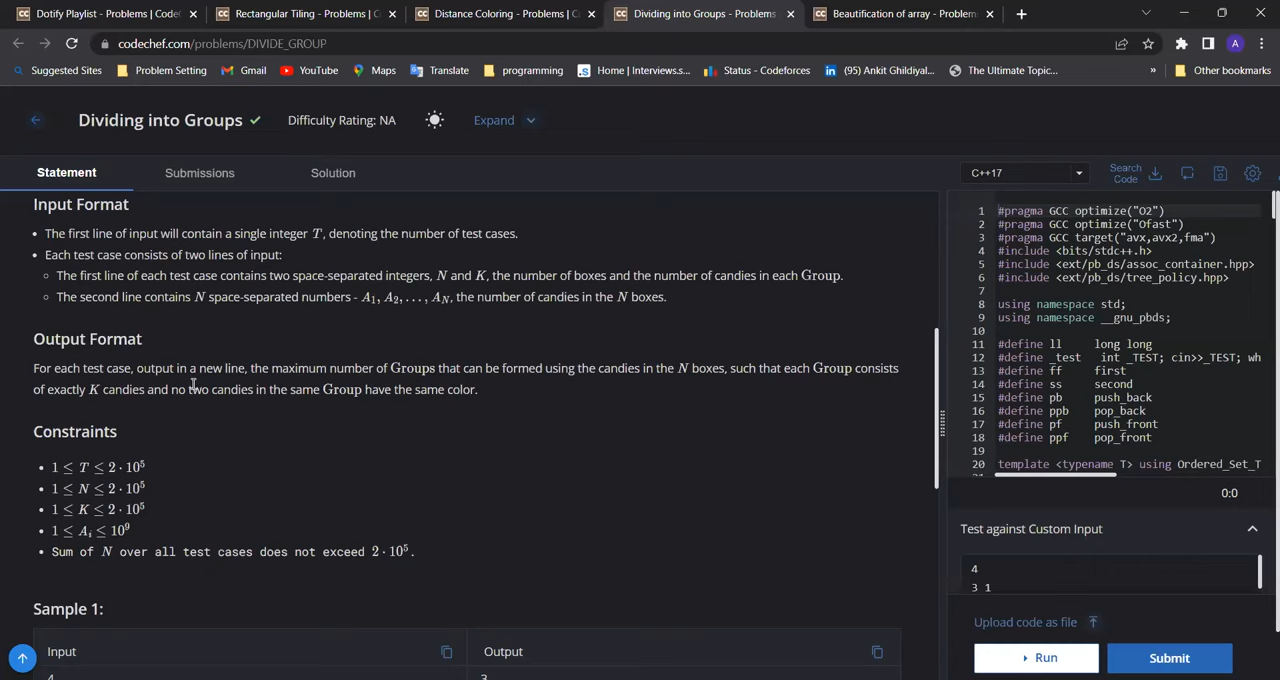 Dotify Playlist - Problems | Code
Rectangular Tiling - Problems | C
Distance Coloring - Problems | C
Dividing into Groups - Problems
Beautification of array - Problem
codechef.com/problems/DIVIDE_GROUP
A
Suggested Sites
Problem Setting
Gmail
YouTube
Maps
Translate
programming
Home | Interviews.s...
Status - Codeforces
(95) Ankit Ghildiyal...
The Ultimate Topic...
»
Other bookmarks
Dividing into Groups
Difficulty Rating: NA
Expand
Statement
Submissions
Solution
C++17
Search Code
Input Format
• The first line of input will contain a single integer T, denoting the number of test cases.
• Each test case consists of two lines of input:
The first line of each test case contains two space-separated integers, N and K, the number of boxes and the number of candies in each Group.
The second line contains N space-separated numbers - A1, A2, ..., AN, the number of candies in the N boxes.
Output Format
For each test case, output in a new line, the maximum number of Groups that can be formed using the candies in the N boxes, such that each Group consists
of exactly K candies and no two candies in the same Group have the same color.
Constraints
• 1 ≤ T ≤ 2 · 10^5
• 1 ≤ N ≤ 2 · 10^5
• 1 ≤ K ≤ 2 · 10^5
• 1 ≤ Ai ≤ 10^9
• Sum of N over all test cases does not exceed 2 · 10^5.
Sample 1:
Input
Output
4
3
1 #pragma GCC optimize("O2")
2 #pragma GCC optimize("Ofast")
3 #pragma GCC target("avx,avx2,fma")
4 #include <bits/stdc++.h>
5 #include <ext/pb_ds/assoc_container.hpp>
6 #include <ext/pb_ds/tree_policy.hpp>
7
8 using namespace std;
9 using namespace __gnu_pbds;
10
11 #define ll long long
12 #define _test int _TEST; cin>>_TEST; wh
13 #define ff first
14 #define ss second
15 #define pb push_back
16 #define ppb pop_back
17 #define pf push_front
18 #define ppf pop_front
19
20 template <typename T> using Ordered_Set_T
0:0
Test against Custom Input
4
3 1
Upload code as file
Run
Submit